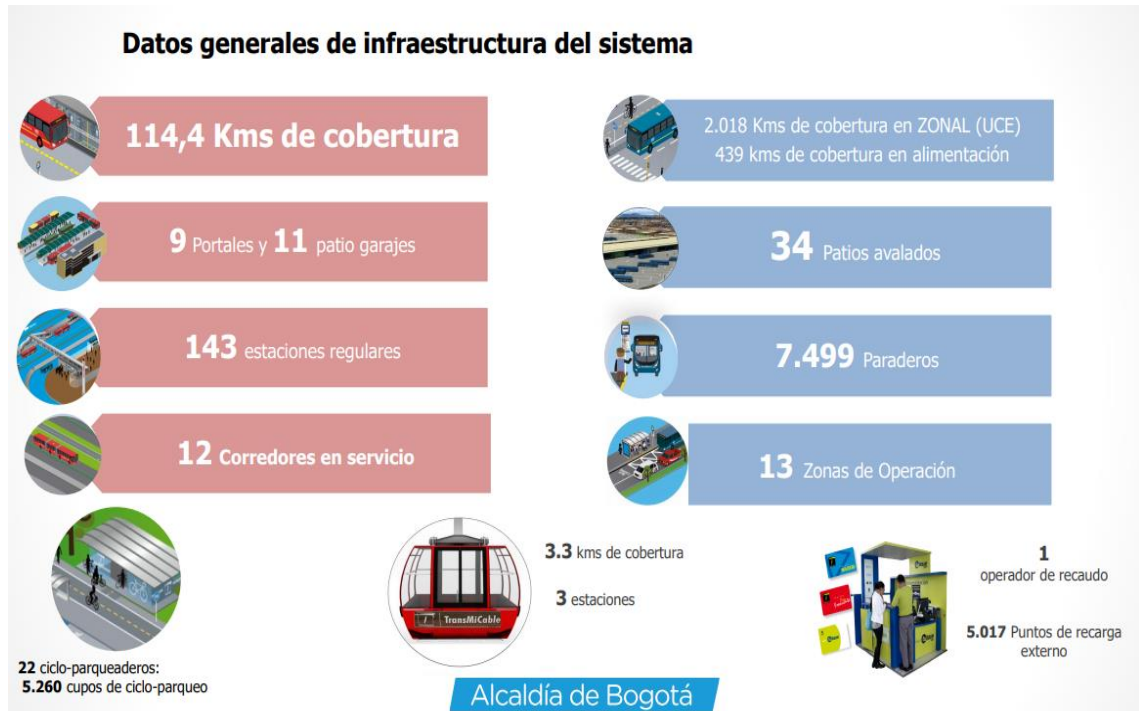 Datos generales de infraestructura del sistema
114,4 Kms de cobertura
9 Portales y 11 patio garajes
143 estaciones regulares
12 Corredores en servicio
2.018 Kms de cobertura en ZONAL (UCE)
439 kms de cobertura en alimentación
34 Patios avalados
7.499 Paraderos
13 Zonas de Operación
22 ciclo-parqueaderos:
5.260 cupos de ciclo-parqueo
TransMiCable
3.3 kms de cobertura
3 estaciones
1
operador de recaudo
5.017 Puntos de recarga
externo
Alcaldía de Bogotá